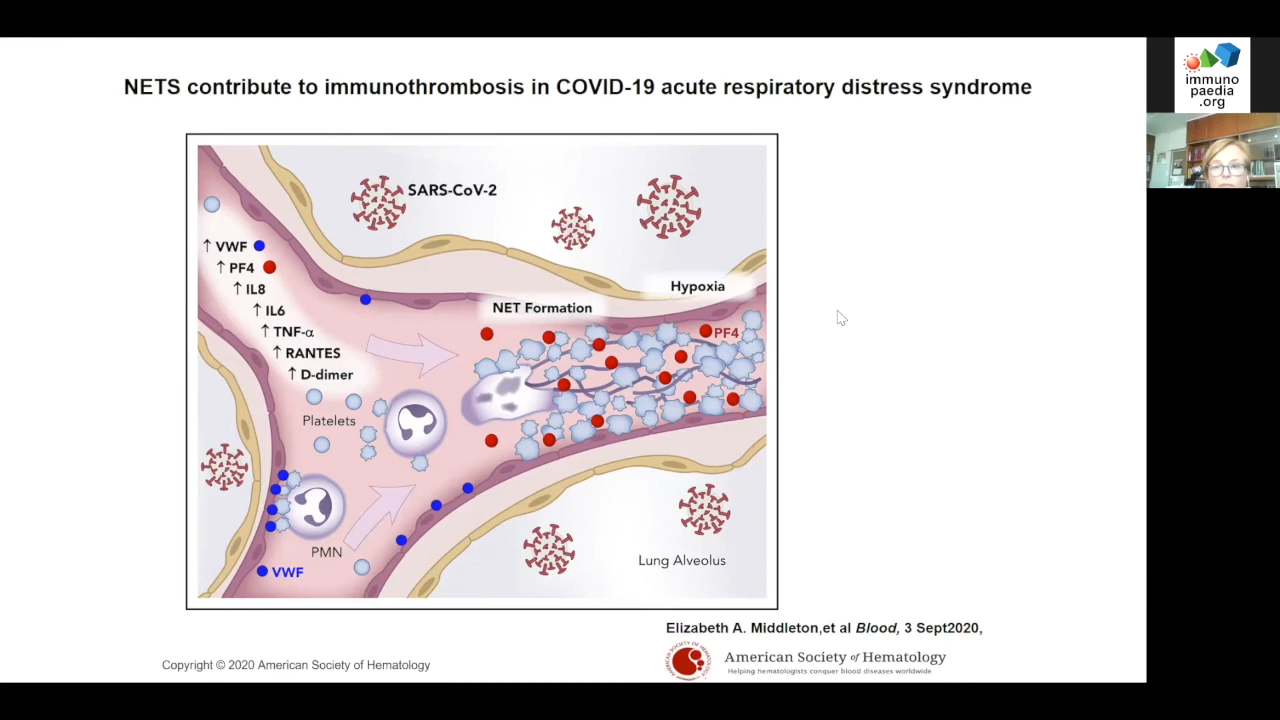 NETS contribute to immunothrombosis in COVID-19 acute respiratory distress syndrome
immuno
paedia
.org
SARS-CoV-2
↑ VWF
↑ PF4
↑ IL8
↑ IL6
↑ TNF-α
↑ RANTES
↑ D-dimer
Hypoxia
NET Formation
PF4
Platelets
PMN
VWF
Lung Alveolus
Elizabeth A. Middleton,et al Blood, 3 Sept2020,
Copyright © 2020 American Society of Hematology
American Society of Hematology
Helping hematologists conquer blood diseases worldwide